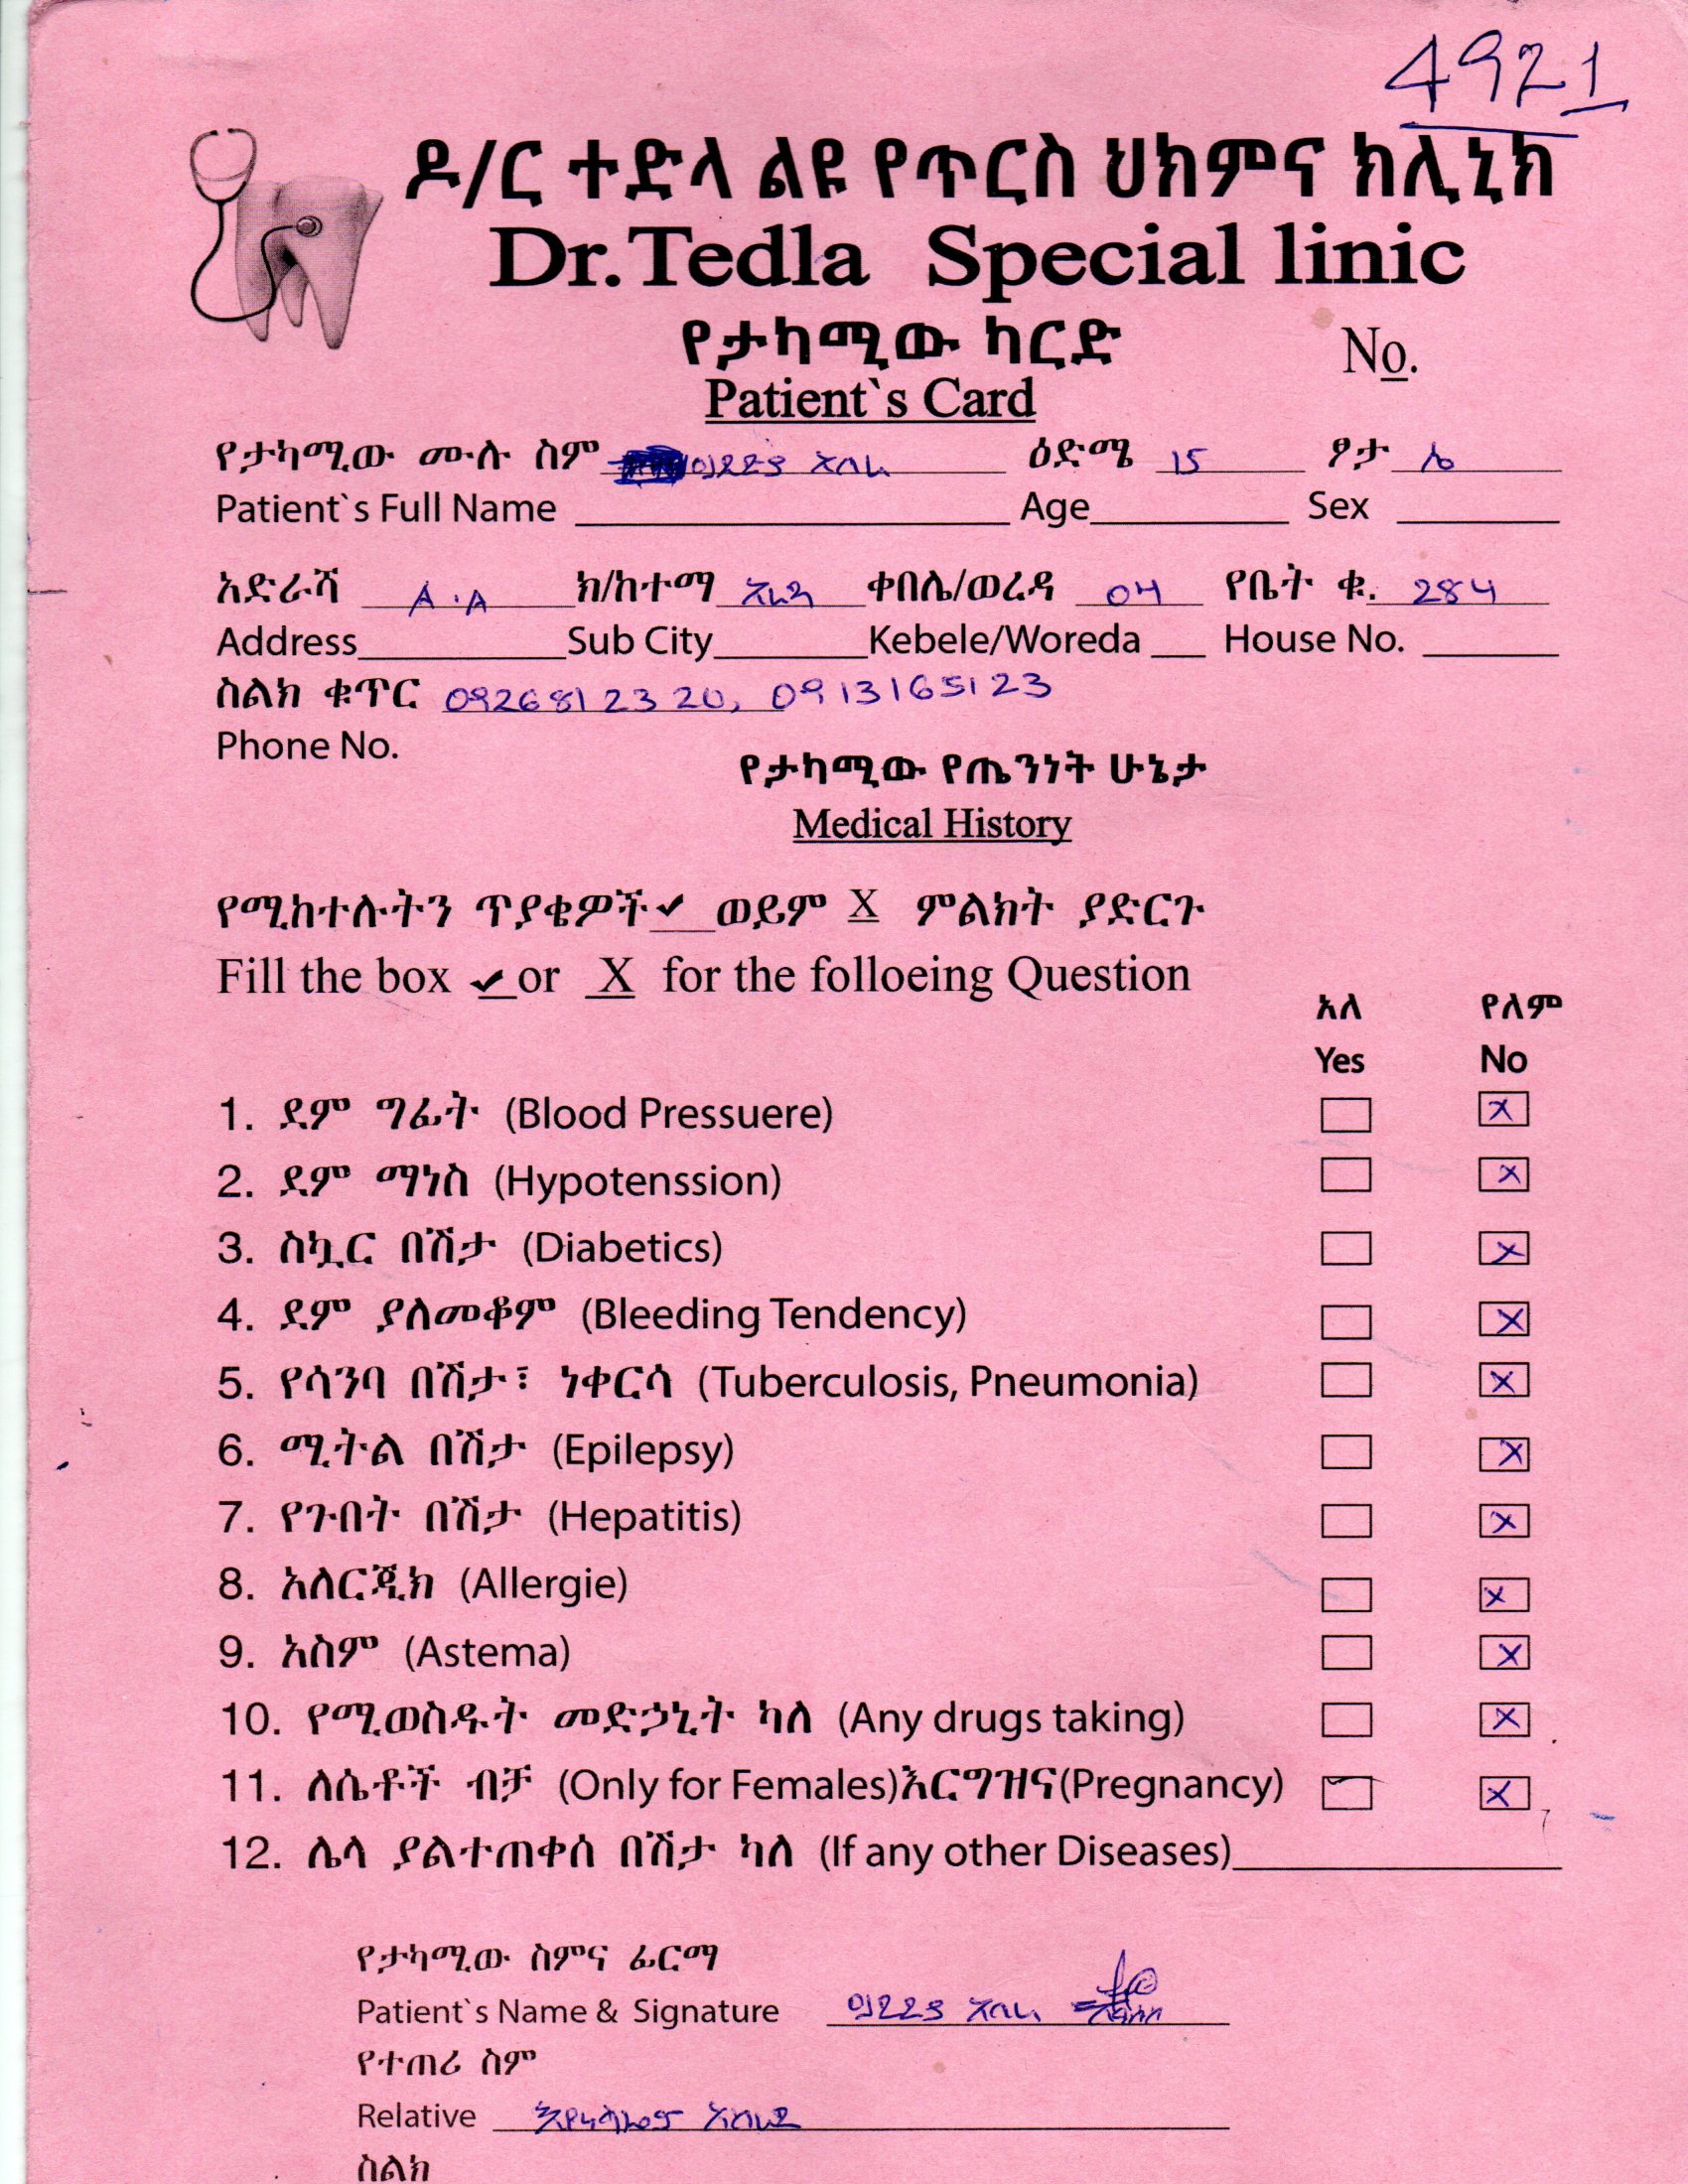 4921
ዶ/ር ተድላ ልዩ የጥርስ ህክምና ክሊኒክ
Dr.Tedla Special linic
የታካሚው ካርድ
No.
Patient`s Card
የታካሚው ሙሉ ስም ዕድሜ 15 ፆታ
Patient`s Full Name Age Sex
አድራሻ A.A ክ/ከተማ ቀበሌ/ወረዳ 04 የቤት ቁ. 284
Address Sub City Kebele/Woreda House No.
ስልክ ቁጥር 0926812320, 0913165123
Phone No.
የታካሚው የጤንነት ሁኔታ
Medical History
የሚከተሉትን ጥያቄዎች ✔ ወይም X ምልክት ያድርጉ
Fill the box ✔ or X for the folloeing Question
አለ የለም
Yes No
1. ደም ግፊት (Blood Pressuere) x
2. ደም ማነስ (Hypotenssion) x
3. ስኳር በሽታ (Diabetics) x
4. ደም ያለመቆም (Bleeding Tendency) x
5. የሳንባ በሽታ፣ ነቀርሳ (Tuberculosis, Pneumonia) x
6. ሚትል በሽታ (Epilepsy) x
7. የጉበት በሽታ (Hepatitis) x
8. አለርጂክ (Allergie) x
9. አስም (Astema) x
10. የሚወስዱት መድኃኒት ካለ (Any drugs taking) x
11. ለሴቶች ብቻ (Only for Females)እርግዝና(Pregnancy) x
12. ሌላ ያልተጠቀሰ በሽታ ካለ (If any other Diseases)
የታካሚው ስምና ፊርማ
Patient`s Name & Signature
የተጠሪ ስም
Relative
ስልክ